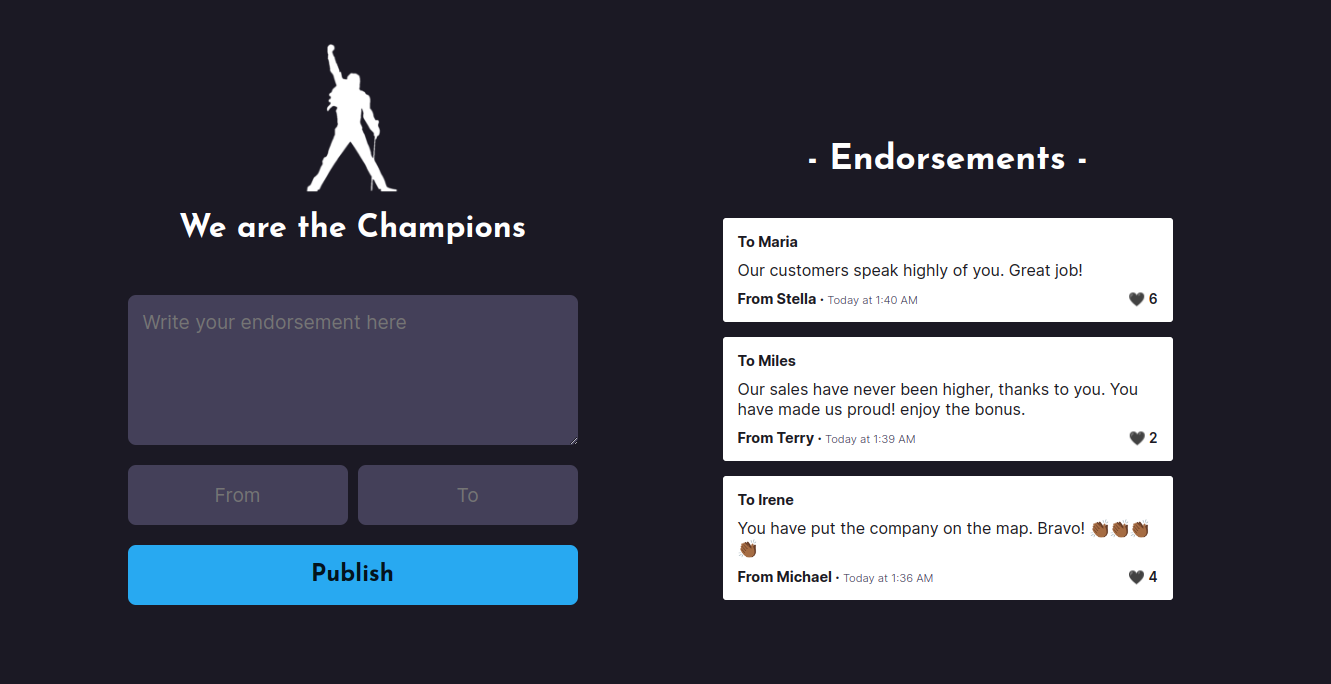 We are the Champions
Write your endorsement here
From
To
Publish
- Endorsements -
To Maria
Our customers speak highly of you. Great job!
From Stella · Today at 1:40 AM 🖤 6
To Miles
Our sales have never been higher, thanks to you. You
have made us proud! enjoy the bonus.
From Terry · Today at 1:39 AM 🖤 2
To Irene
You have put the company on the map. Bravo! 👏🏾👏🏾👏🏾
👏🏾
From Michael · Today at 1:36 AM 🖤 4